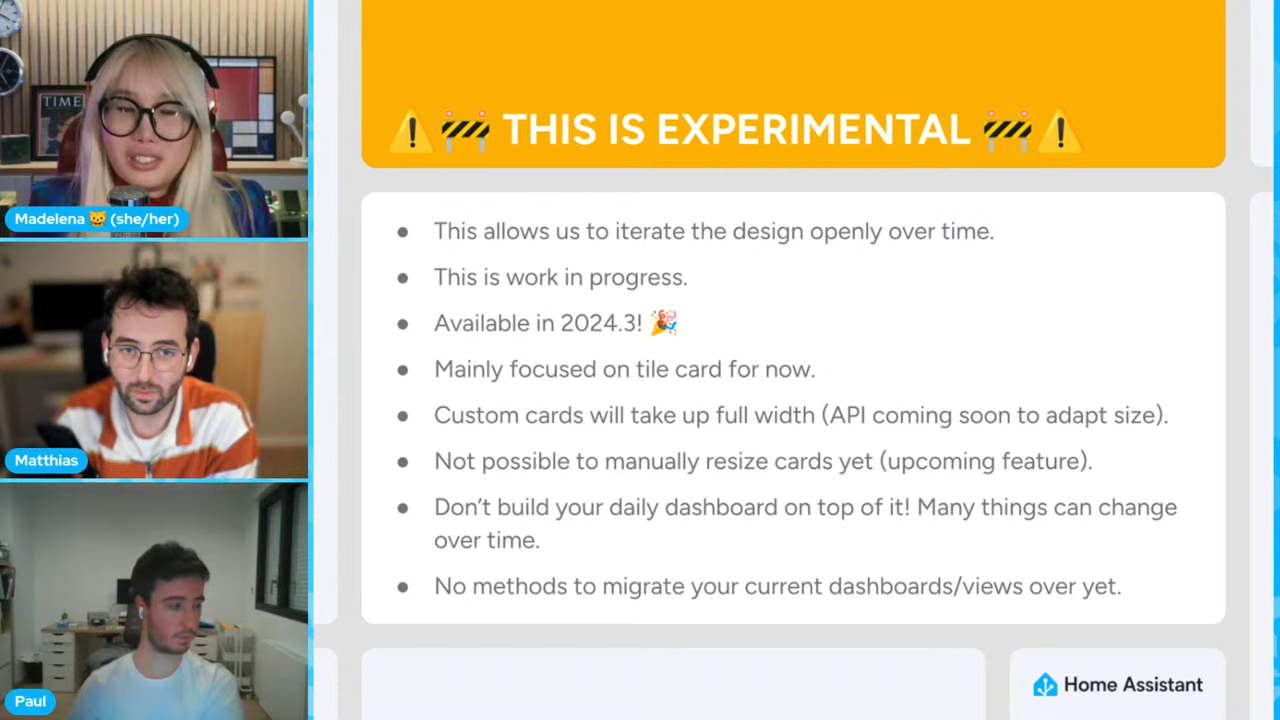 TIME
Madelena 😺 (she/her)
Matthias
Paul
⚠️🚧 THIS IS EXPERIMENTAL 🚧⚠️
● This allows us to iterate the design openly over time.
● This is work in progress.
● Available in 2024.3! 🎉
● Mainly focused on tile card for now.
● Custom cards will take up full width (API coming soon to adapt size).
● Not possible to manually resize cards yet (upcoming feature).
● Don’t build your daily dashboard on top of it! Many things can change
over time.
● No methods to migrate your current dashboards/views over yet.
Home Assistant